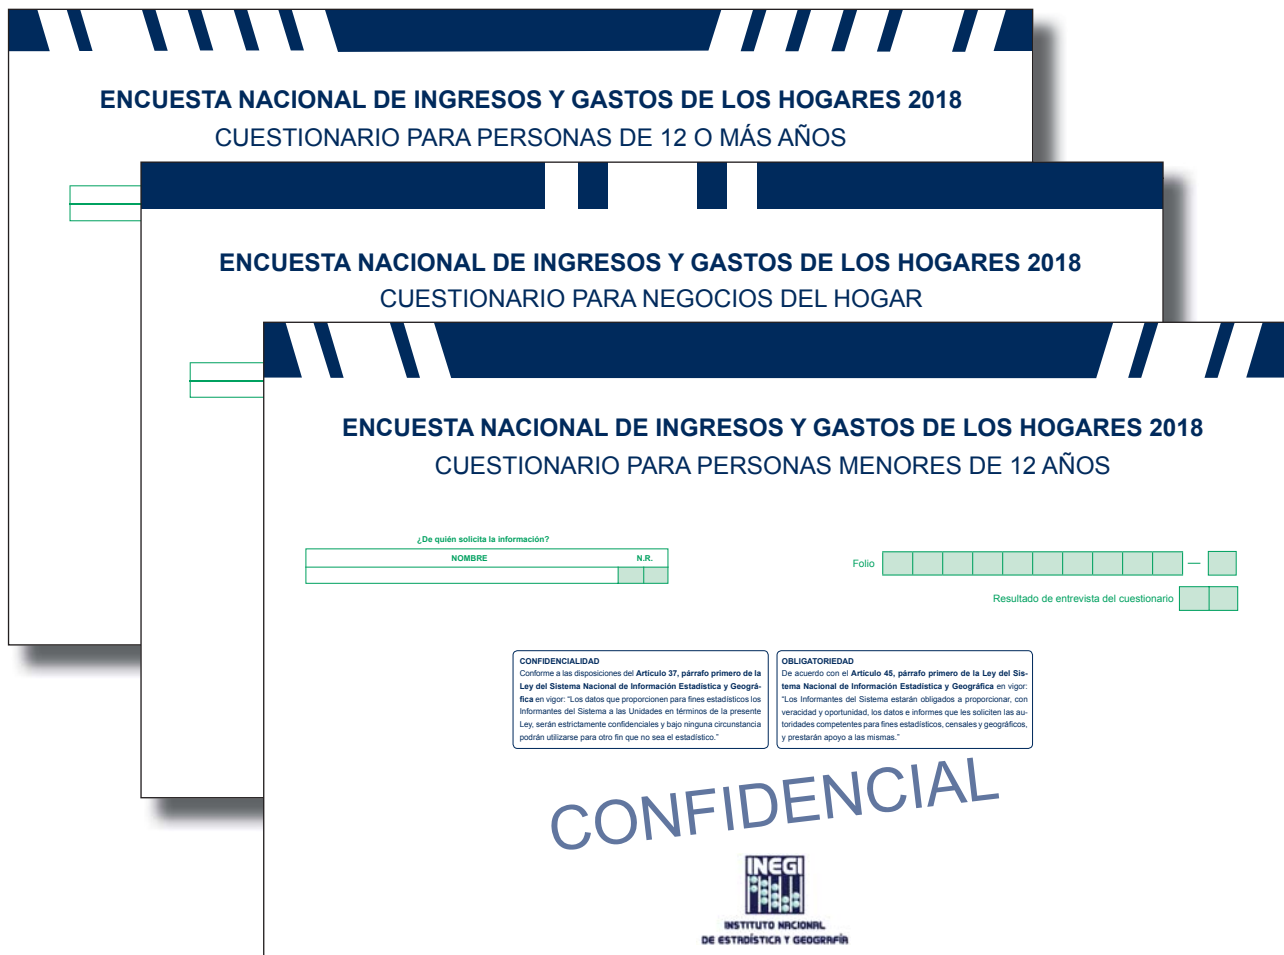 ENCUESTA NACIONAL DE INGRESOS Y GASTOS DE LOS HOGARES 2018
CUESTIONARIO PARA PERSONAS DE 12 O MÁS AÑOS
ENCUESTA NACIONAL DE INGRESOS Y GASTOS DE LOS HOGARES 2018
CUESTIONARIO PARA NEGOCIOS DEL HOGAR
ENCUESTA NACIONAL DE INGRESOS Y GASTOS DE LOS HOGARES 2018
CUESTIONARIO PARA PERSONAS MENORES DE 12 AÑOS
¿De quién solicita la información?
NOMBRE N.R.
Folio —
Resultado de entrevista del cuestionario
CONFIDENCIALIDAD
Conforme a las disposiciones del Artículo 37, párrafo primero de la
Ley del Sistema Nacional de Información Estadística y Geográ-
fica en vigor: “Los datos que proporcionen para fines estadísticos los
Informantes del Sistema a las Unidades en términos de la presente
Ley, serán estrictamente confidenciales y bajo ninguna circunstancia
podrán utilizarse para otro fin que no sea el estadístico.”
OBLIGATORIEDAD
De acuerdo con el Artículo 45, párrafo primero de la Ley del Sis-
tema Nacional de Información Estadística y Geográfica en vigor:
“Los Informantes del Sistema estarán obligados a proporcionar, con
veracidad y oportunidad, los datos e informes que les soliciten las au-
toridades competentes para fines estadísticos, censales y geográficos,
y prestarán apoyo a las mismas.”
CONFIDENCIAL
INEGI
INSTITUTO NACIONAL
DE ESTADÍSTICA Y GEOGRAFÍA